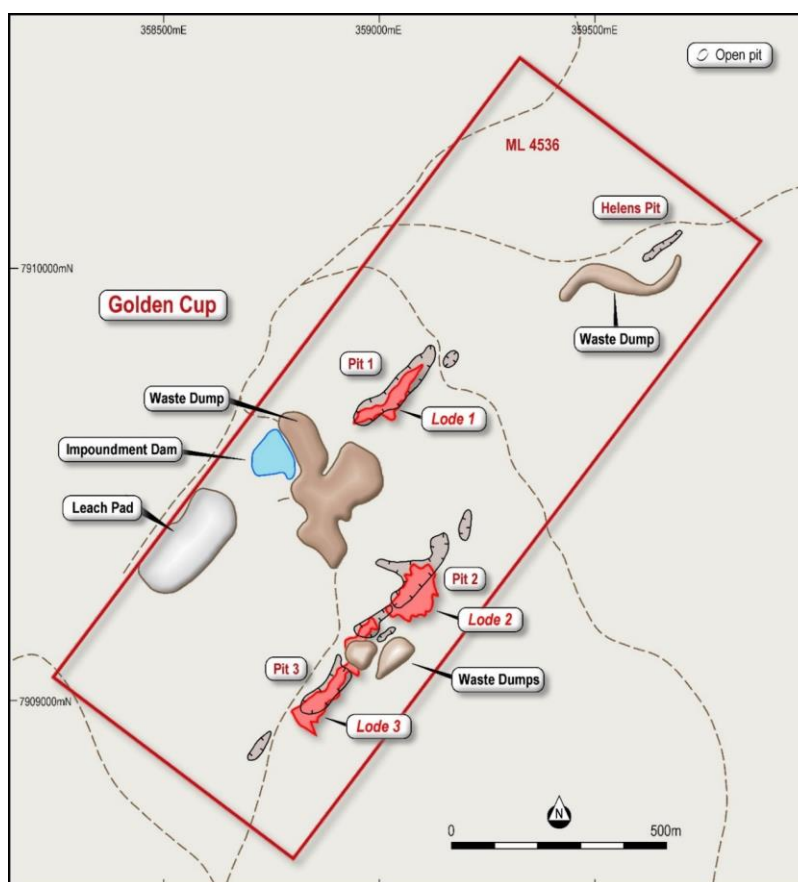 358500mE
359000mE
359500mE
Open pit
ML 4536
Helens Pit
7910000mN
Golden Cup
Waste Dump
Pit 1
Waste Dump
Lode 1
Impoundment Dam
Leach Pad
Pit 2
Lode 2
Pit 3
Waste Dumps
7909000mN
Lode 3
N
0
500m